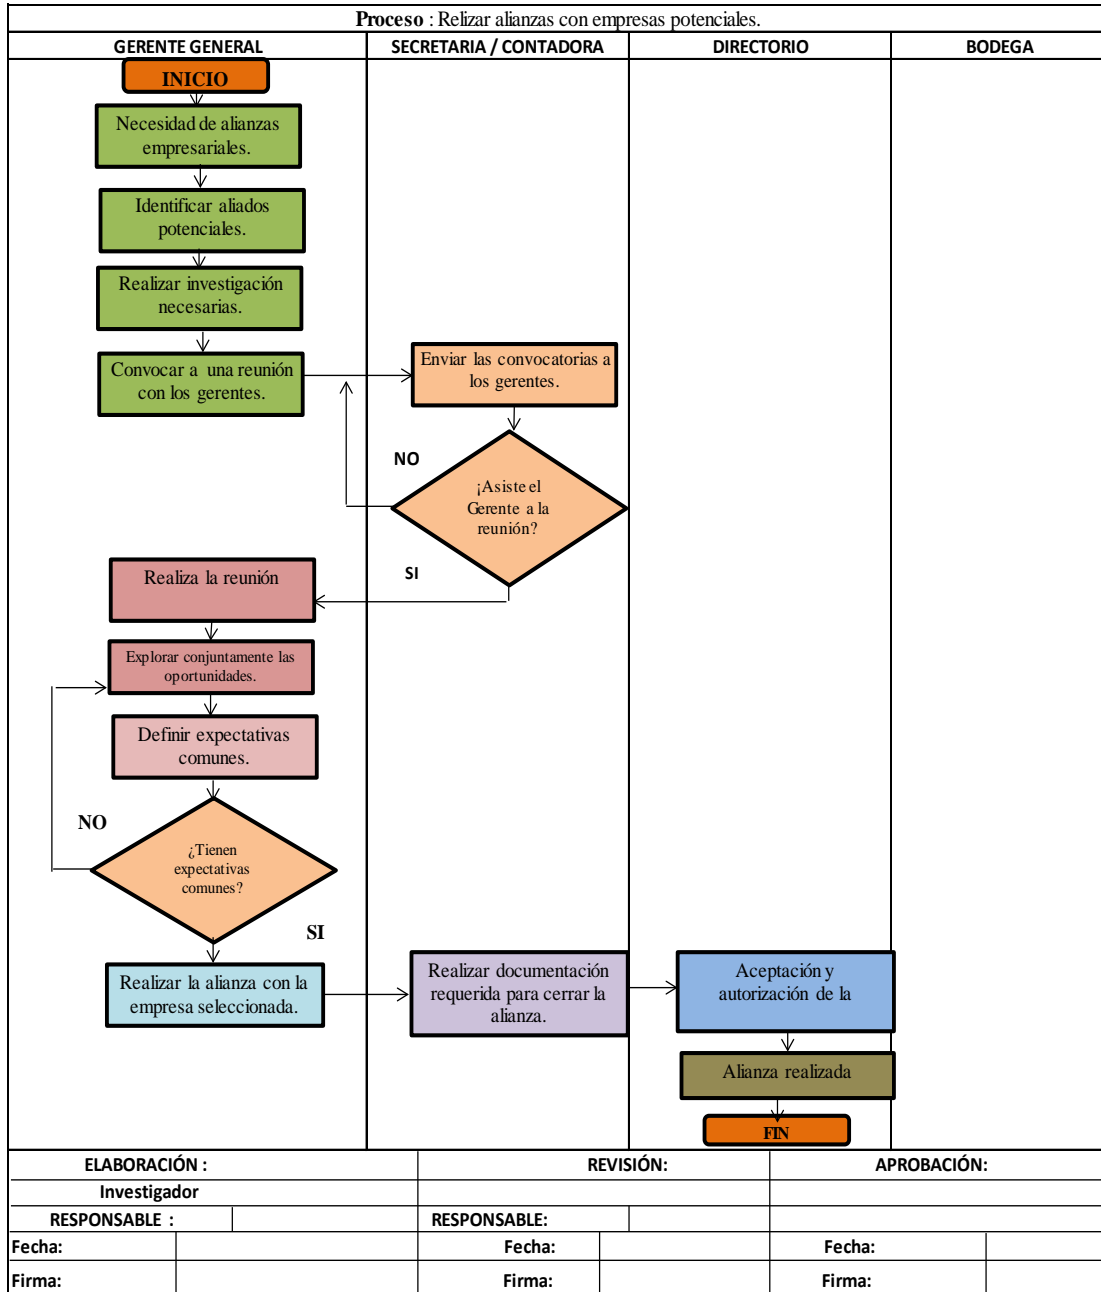 Proceso : Relizar alianzas con empresas potenciales.
GERENTE GENERAL
SECRETARIA / CONTADORA
DIRECTORIO
BODEGA
INICIO
Necesidad de alianzas
empresariales.
Identificar aliados
potenciales.
Realizar investigación
necesarias.
Convocar a una reunión
con los gerentes.
Enviar las convocatorias a
los gerentes.
NO
¡Asiste el
Gerente a la
reunión?
SI
Realiza la reunión
Explorar conjuntamente las
oportunidades.
Definir expectativas
comunes.
NO
¿Tienen
expectativas
comunes?
SI
Realizar la alianza con la
empresa seleccionada.
Realizar documentación
requerida para cerrar la
alianza.
Aceptación y
autorización de la
Alianza realizada
FIN
ELABORACIÓN :
REVISIÓN:
APROBACIÓN:
Investigador
RESPONSABLE :
RESPONSABLE:
Fecha:
Fecha:
Fecha:
Firma:
Firma:
Firma: